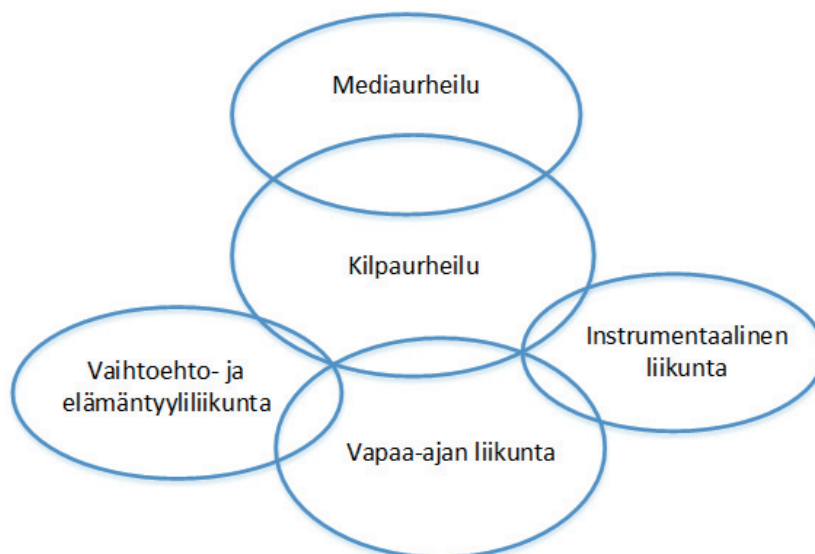 Mediaurheilu
Kilpaurheilu
Instrumentaalinen
liikunta
Vaihtoehto- ja
elämäntyyliliikunta
Vapaa-ajan liikunta